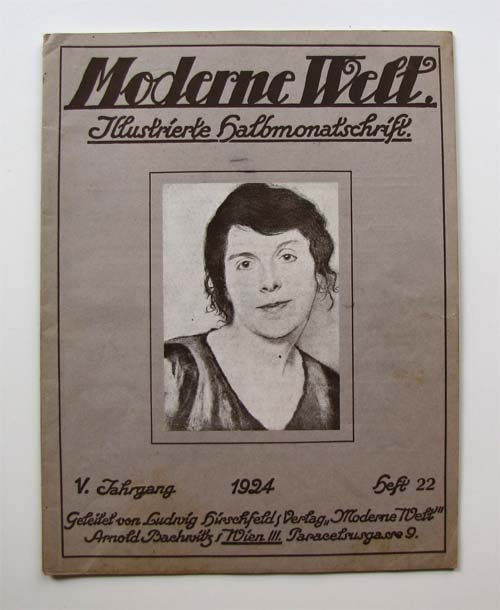 Moderne Welt.
Illustrierte Halbmonatschrift.
V. Jahrgang 1924 Heft 22
Geleitet von Ludwig Hirschfeld / Verlag „Moderne Welt"
Arnold Bachwitz / Wien III. Paracelsusgasse 9.